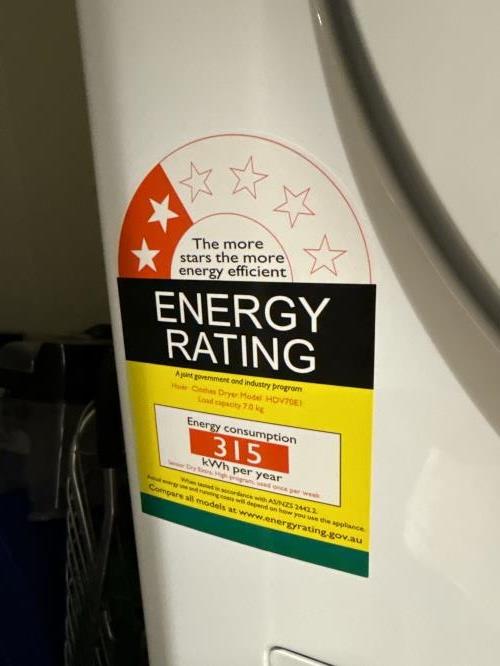 The more
stars the more
energy efficient
ENERGY
RATING
A joint government and industry program
Haier Clothes Dryer Model HDV70E1
Load capacity 7.0 kg
Energy consumption
315
kWh per year
Sensor Dry Extra, High program, used once per week
When tested in accordance with AS/NZS 2442.2.
Actual energy use and running costs will depend on how you use the appliance.
Compare all models at www.energyrating.gov.au